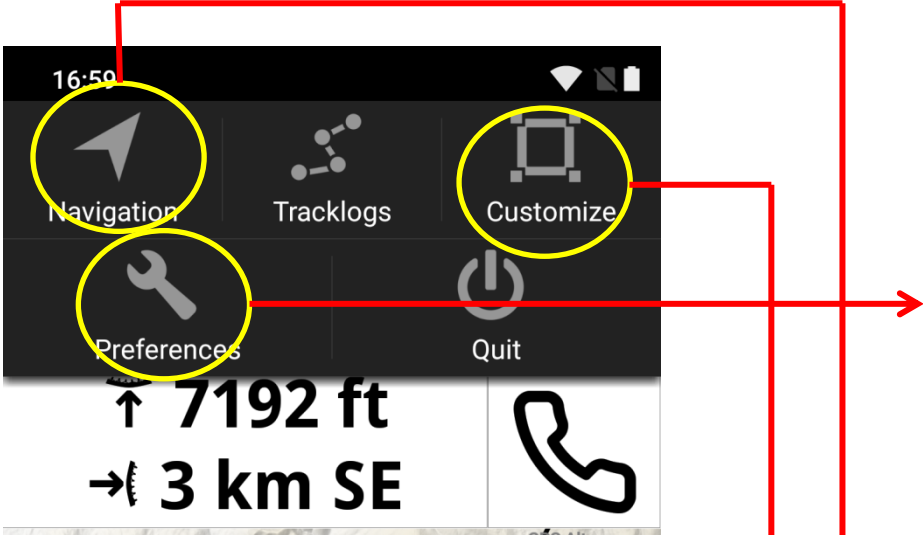 16:59
Navigation Tracklogs Customize
Preferences Quit
7192 ft
3 km SE